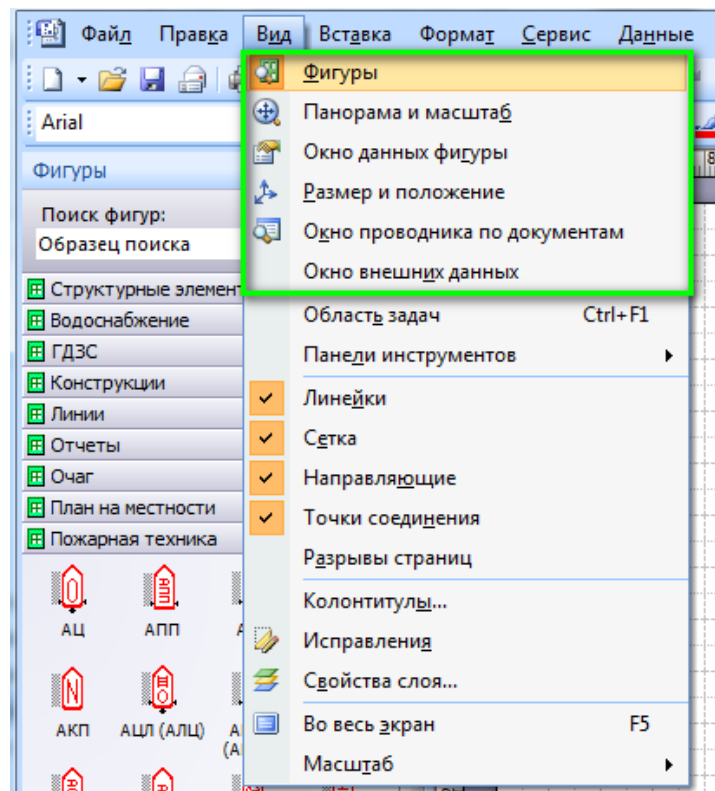 Файл Правка Вид Вставка Формат Сервис Данные
Фигуры
Панорама и масштаб
Окно данных фигуры
Размер и положение
Окно проводника по документам
Окно внешних данных
Область задач Ctrl+F1
Панели инструментов
Линейки
Сетка
Направляющие
Точки соединения
Разрывы страниц
Колонтитулы...
Исправления
Свойства слоя...
Во весь экран F5
Масштаб
Arial
Фигуры
Поиск фигур:
Образец поиска
Структурные элемент
Водоснабжение
ГДЗС
Конструкции
Линии
Отчеты
Очаг
План на местности
Пожарная техника
АЦ АПП
АКП АЦЛ (АЛЦ)